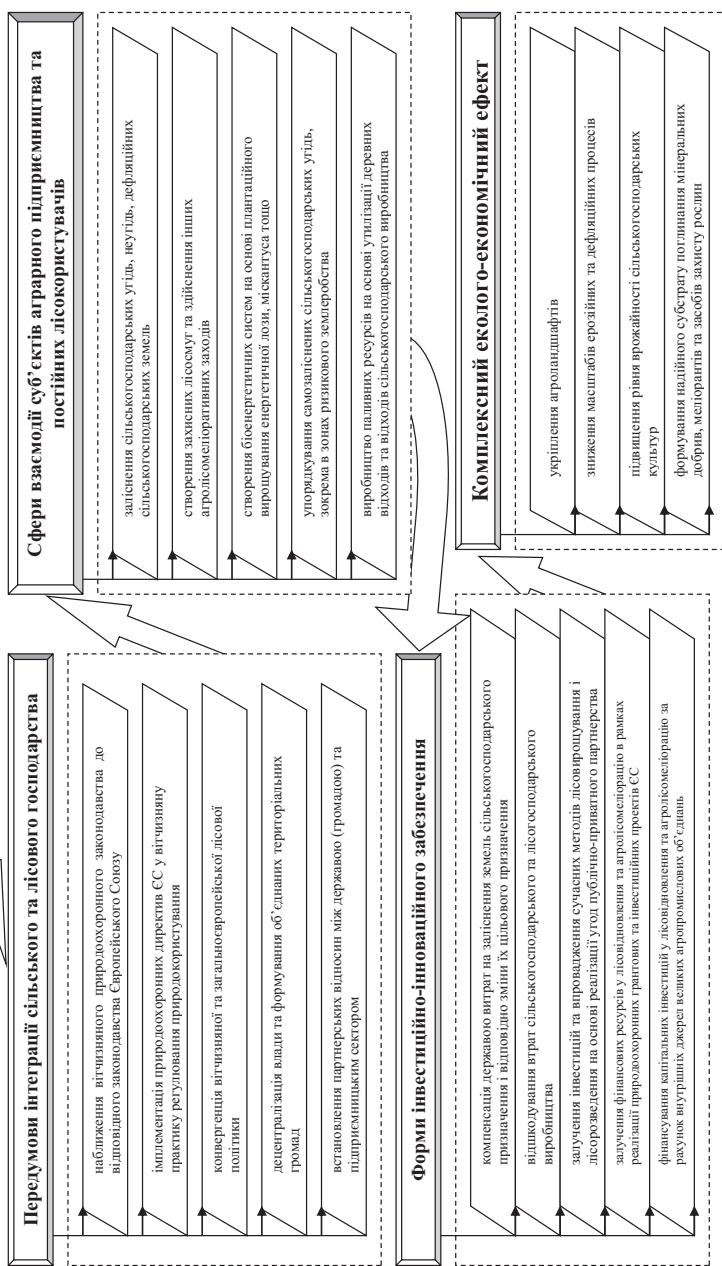 Передумови інтеграції сільського та лісового господарства
наближення вітчизняного природоохоронного законодавства до
відповідного законодавства Європейського Союзу
імплементація природоохоронних директив ЄС у вітчизняну
практику регулювання природокористування
конвергенція вітчизняної та загальноєвропейської лісової
політики
децентралізація влади та формування об’єднаних територіальних
громад
встановлення партнерських відносин між державою (громадою) та
підприємницьким сектором
Сфери взаємодії суб’єктів аграрного підприємництва та
постійних лісокористувачів
заліснення сільськогосподарських угідь, неугідь, дефляційних
сільськогосподарських земель
створення захисних лісосмуг та здійснення інших
агролісомеліоративних заходів
створення біоенергетичних систем на основі плантаційного
вирощування енергетичної лози, міскантуса тощо
упорядкування самозаліснених сільськогосподарських угідь,
зокрема в зонах ризикового землеробства
виробництво паливних ресурсів на основі утилізації деревних
відходів та відходів сільськогосподарського виробництва
Форми інвестиційно-інноваційного забезпечення
компенсація державою витрат на заліснення земель сільськогосподарського
призначення і відповідно зміни їх цільового призначення
відшкодування втрат сільськогосподарського та лісогосподарського
виробництва
залучення інвестицій та впровадження сучасних методів лісовирощування і
лісорозведення на основі реалізації угод публічно-приватного партнерства
залучення фінансових ресурсів у лісовідновлення та агролісомеліорацію в рамках
реалізації природоохоронних грантових та інвестиційних проектів ЄС
фінансування капітальних інвестицій у лісовідновлення та агролісомеліорацію за
рахунок внутрішніх джерел великих агропромислових об’єднань
Комплексний еколого-економічний ефект
укріплення агроландшафтів
зниження масштабів ерозійних та дефляційних процесів
підвищення рівня врожайності сільськогосподарських
культур
формування надійного субстрату поглинання мінеральних
добрив, меліорантів та засобів захисту рослин